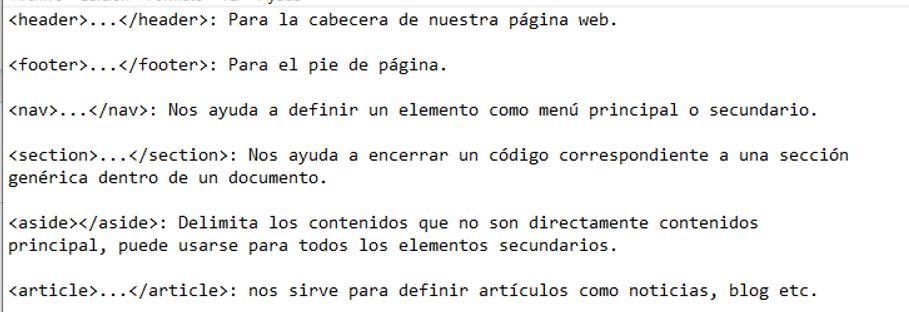 <header>...</header>: Para la cabecera de nuestra página web.
<footer>...</footer>: Para el pie de página.
<nav>...</nav>: Nos ayuda a definir un elemento como menú principal o secundario.
<section>...</section>: Nos ayuda a encerrar un código correspondiente a una sección
genérica dentro de un documento.
<aside></aside>: Delimita los contenidos que no son directamente contenidos
principal, puede usarse para todos los elementos secundarios.
<article>...</article>: nos sirve para definir artículos como noticias, blog etc.